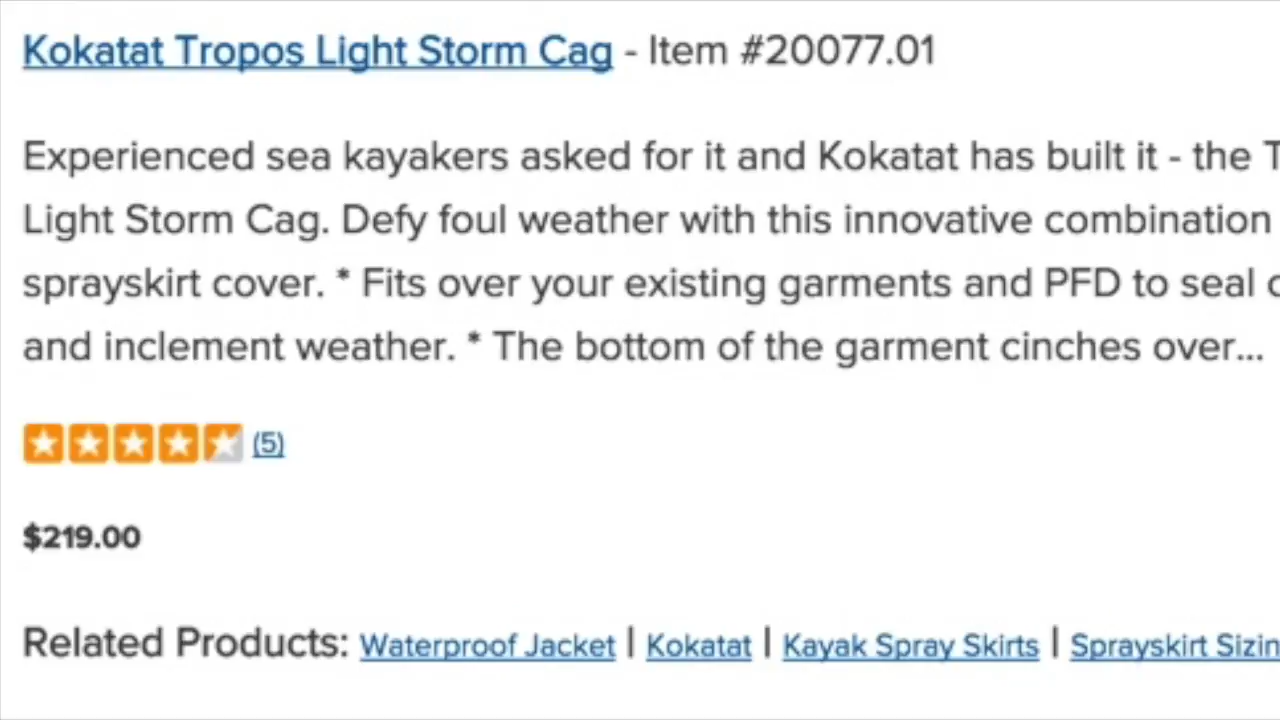 Kokatat Tropos Light Storm Cag - Item #20077.01
Experienced sea kayakers asked for it and Kokatat has built it - the
Light Storm Cag. Defy foul weather with this innovative combination
sprayskirt cover. * Fits over your existing garments and PFD to seal
and inclement weather. * The bottom of the garment cinches over...
(5)
$219.00
Related Products: Waterproof Jacket | Kokatat | Kayak Spray Skirts | Sprayskirt